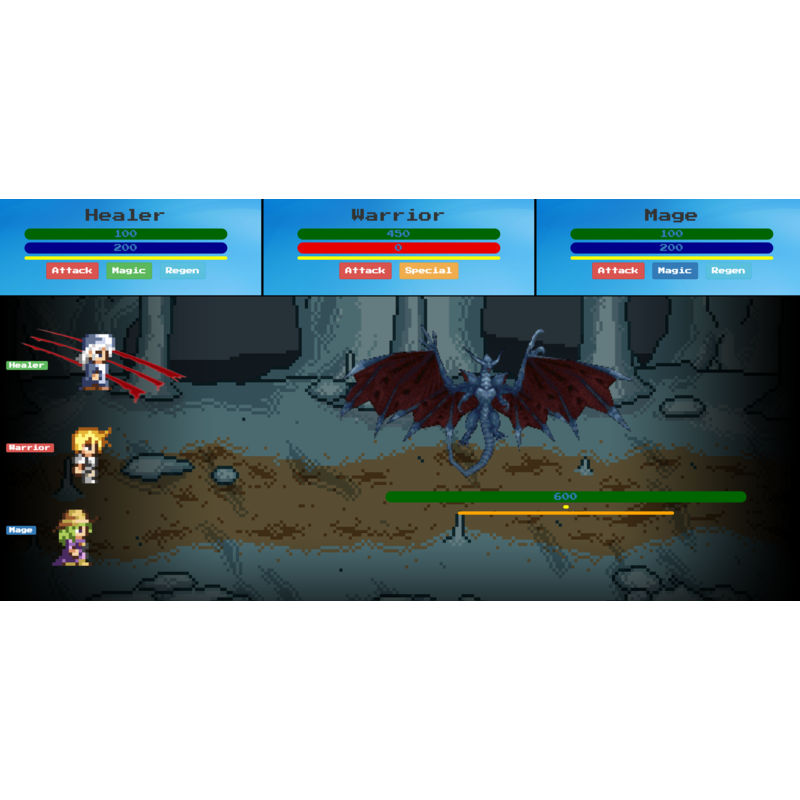 Healer
100
200
Attack Magic Regen
Warrior
450
0
Attack Special
Mage
100
200
Attack Magic Regen
Healer
Warrior
600
Mage